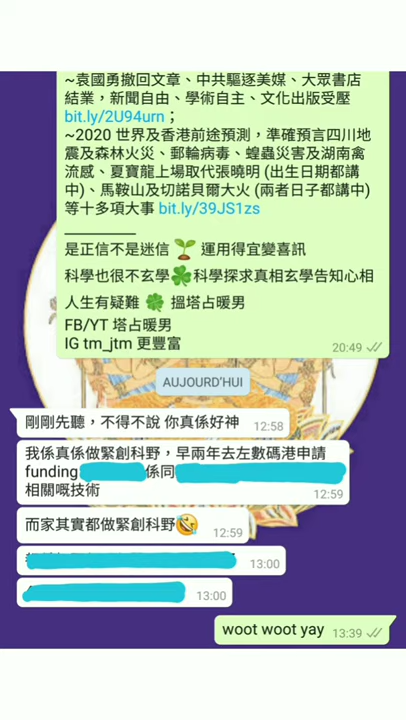 ~袁國勇撤回文章、中共驅逐美媒、大眾書店
結業，新聞自由、學術自主、文化出版受壓
bit.ly/2U94urn；
~2020 世界及香港前途預測，準確預言四川地
震及森林火災、郵輪病毒、蝗蟲災害及湖南禽
流感、夏寶龍上場取代張曉明 (出生日期都講
中)、馬鞍山及切諾貝爾大火 (兩者日子都講中)
等十多項大事 bit.ly/39JS1zs
是正信不是迷信🌱 運用得宜變喜訊
科學也很不玄學☘️科學探求真相玄學告知心相
人生有疑難 🍀 搵塔占暖男
FB/YT 塔占暖男
IG tm_jtm 更豐富
20:49
AUJOURD'HUI
剛剛先聽，不得不說 你真係好神 12:58
我係真係做緊創科野，早兩年去左數碼港申請
funding 係同
相關嘅技術 12:59
而家其實都做緊創科野🤣 12:59
13:00
13:00
woot woot yay 13:39